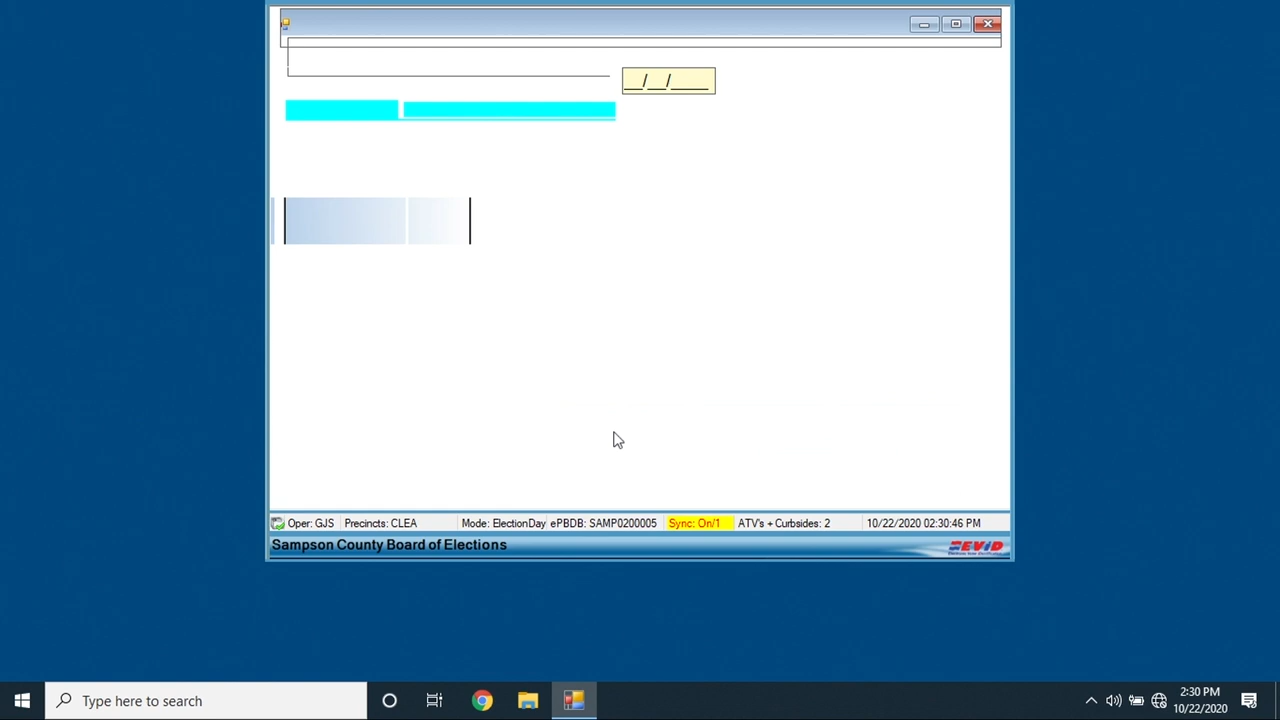 __/__/____
Oper: GJS Precincts: CLEA Mode: ElectionDay ePBDB: SAMP0200005 Sync: On/1 ATV's + Curbsides: 2 10/22/2020 02:30:46 PM
Sampson County Board of Elections EViD
Type here to search 2:30 PM
10/22/2020